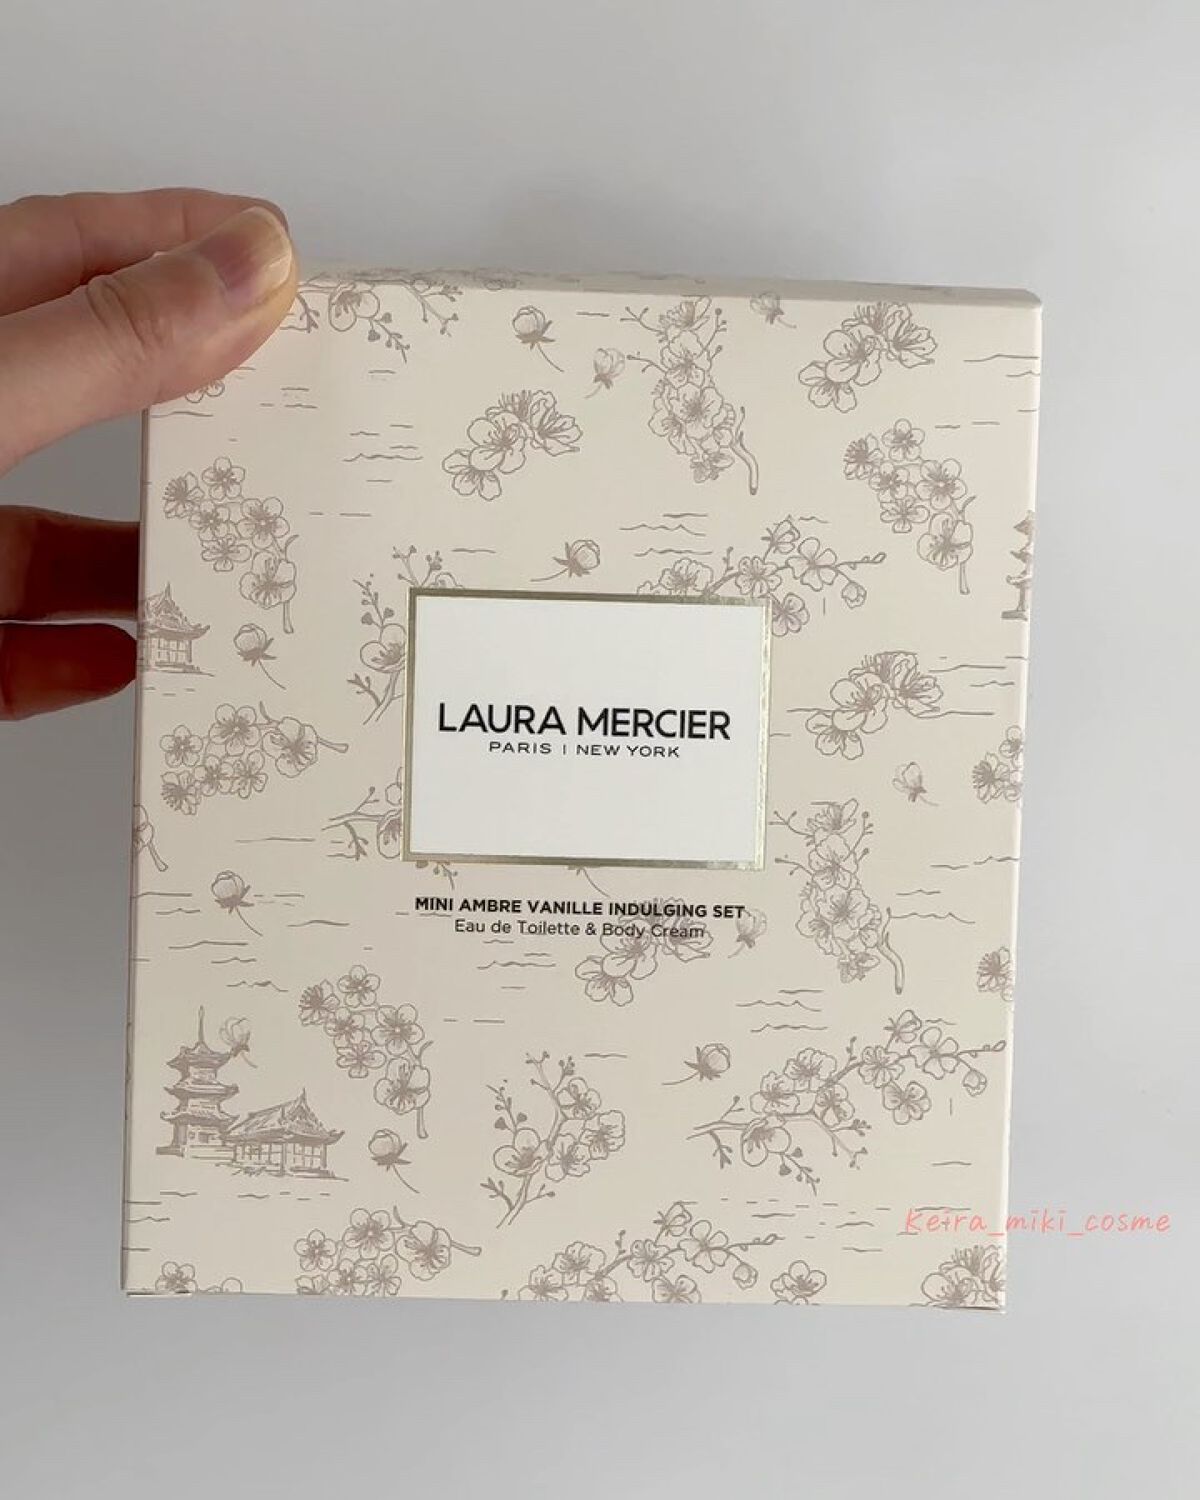 LAURA MERCIER
PARIS | NEW YORK
MINI AMBRE VANILLE INDULGING SET
Eau de Toilette & Body Cream
Keira_miki_cosme